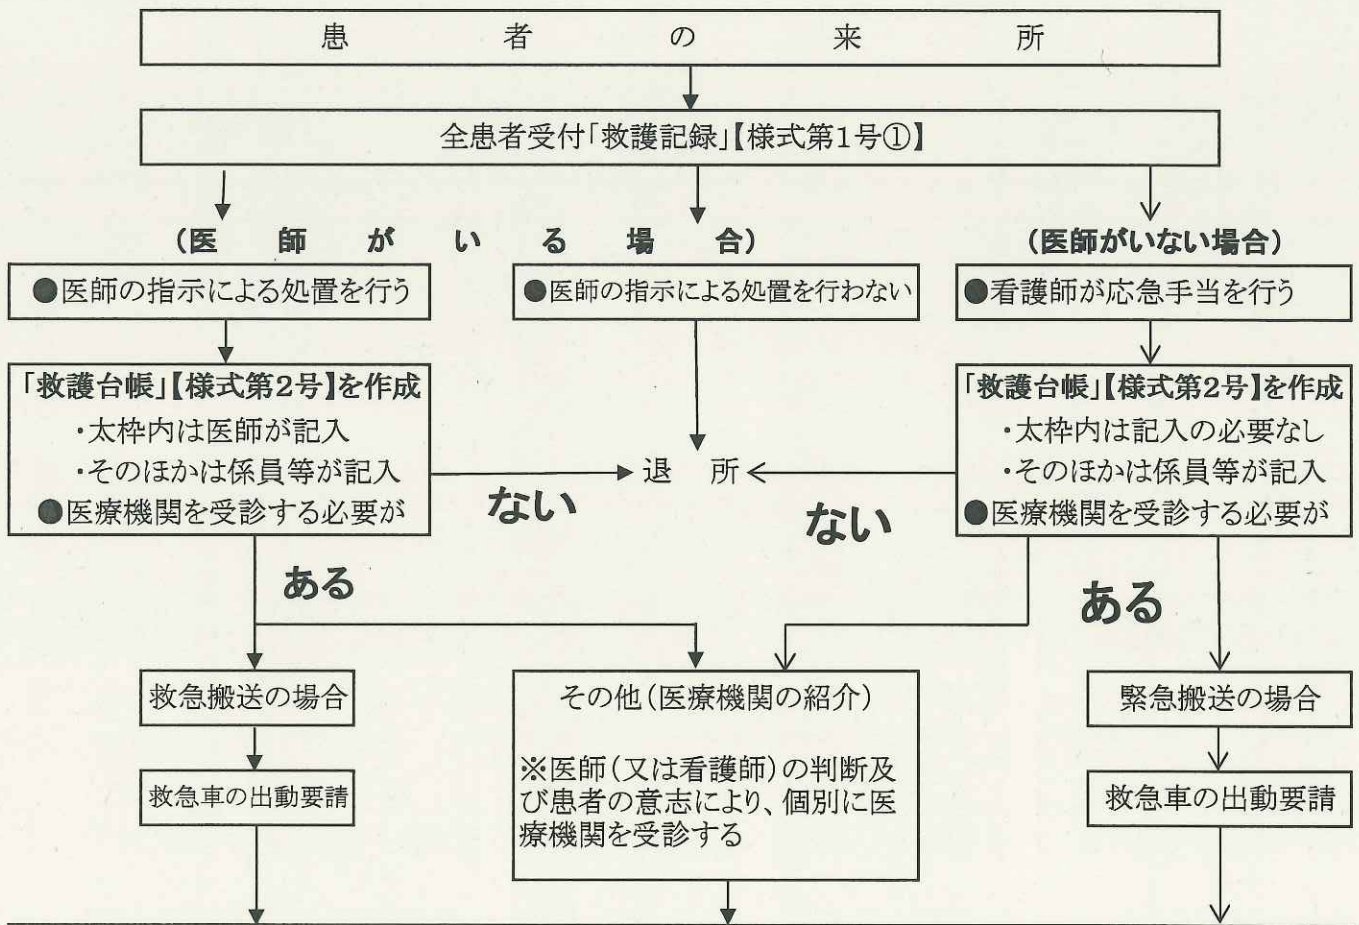 患者の来所
全患者受付「救護記録」【様式第1号①】
(医師がいる場合)
(医師がいない場合)
●医師の指示による処置を行う
●医師の指示による処置を行わない
●看護師が応急手当を行う
「救護台帳」【様式第2号】を作成
・太枠内は医師が記入
・そのほかは係員等が記入
●医療機関を受診する必要が
「救護台帳」【様式第2号】を作成
・太枠内は記入の必要なし
・そのほかは係員等が記入
●医療機関を受診する必要が
退所
ない
ない
ある
ある
救急搬送の場合
救急車の出動要請
その他(医療機関の紹介)
※医師(又は看護師)の判断及
び患者の意志により、個別に医
療機関を受診する
緊急搬送の場合
救急車の出動要請